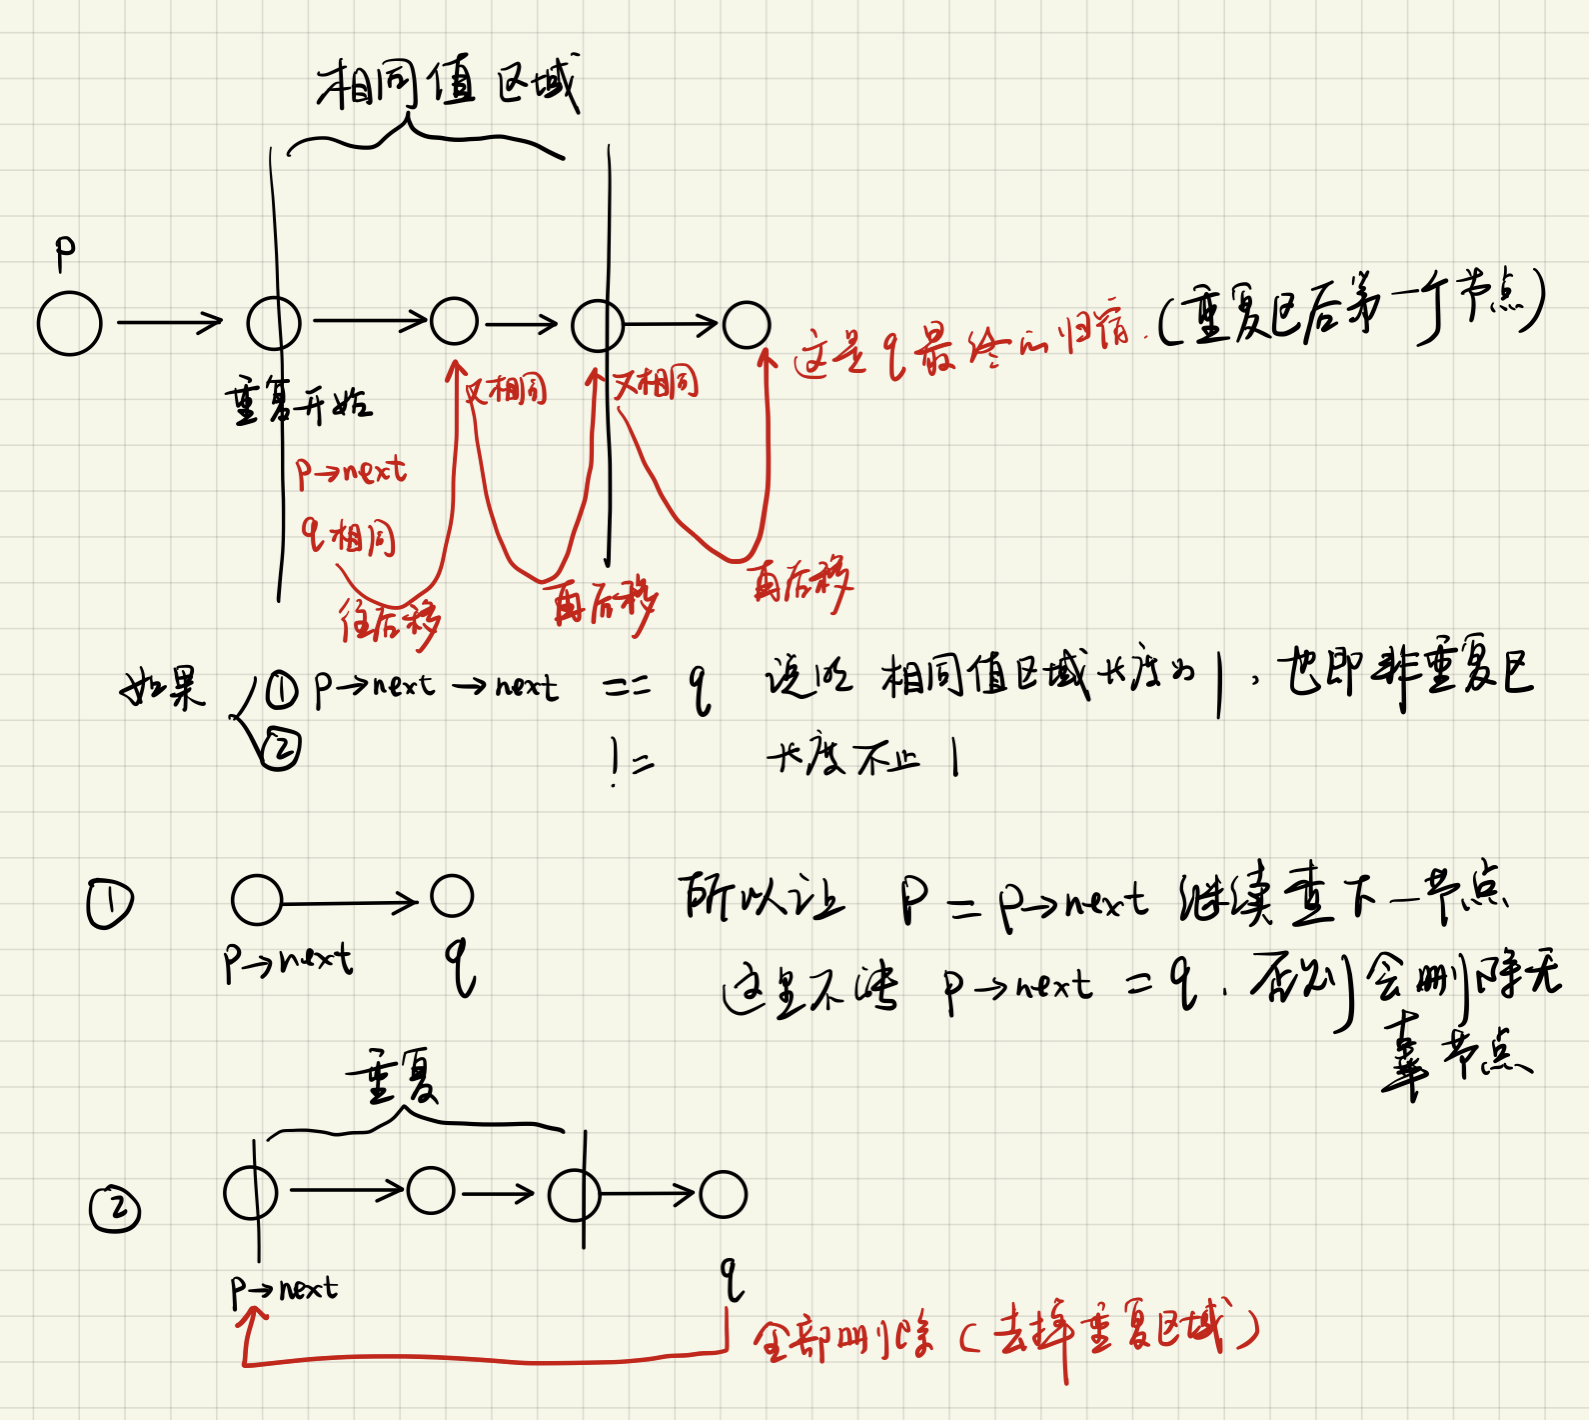 相同值区域
P
这是q最终的归宿.(重复区后第一个节点)
重复开始
又相同
又相同
p→next
q相同
往后移
再后移
再后移
如果 ① p→next→next == q 说明 相同值区域长度为1, 也即非重复区
② != 长度不止1
① 所以让 P = p→next 继续查下一节点
p→next q
这里不能 p→next = q. 否则会删除无
辜节点
重复
②
p→next q
全部删除(去掉重复区域)